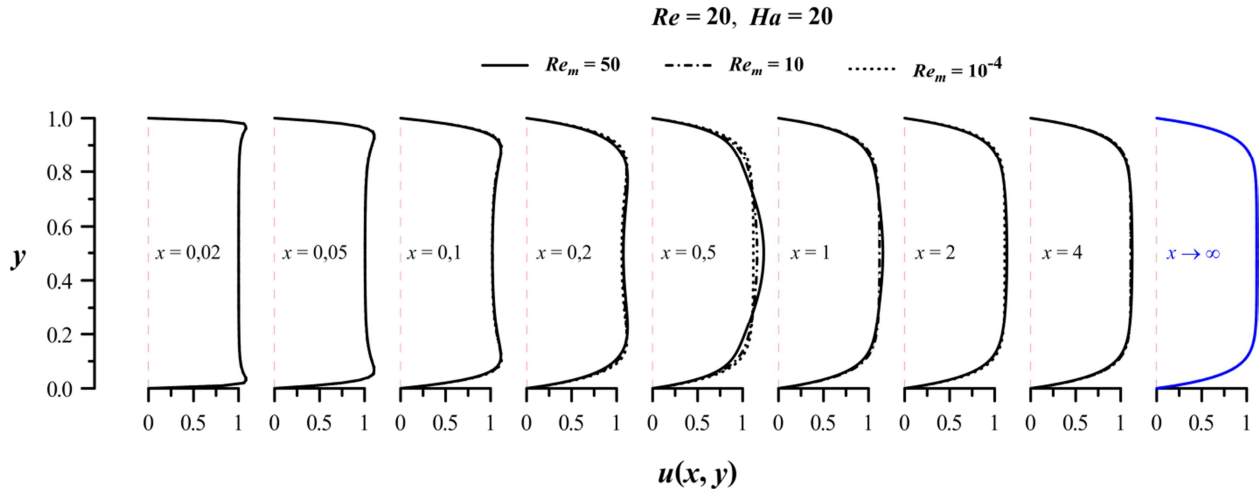 Re = 20, Ha = 20
Re_m = 50 Re_m = 10 Re_m = 10^-4
1.0
0.8
0.6
0.4
0.2
0.0
y
x = 0,02 x = 0,05 x = 0,1 x = 0,2 x = 0,5 x = 1 x = 2 x = 4 x → ∞
0 0.5 1 0 0.5 1 0 0.5 1 0 0.5 1 0 0.5 1 0 0.5 1 0 0.5 1 0 0.5 1 0 0.5 1
u(x, y)